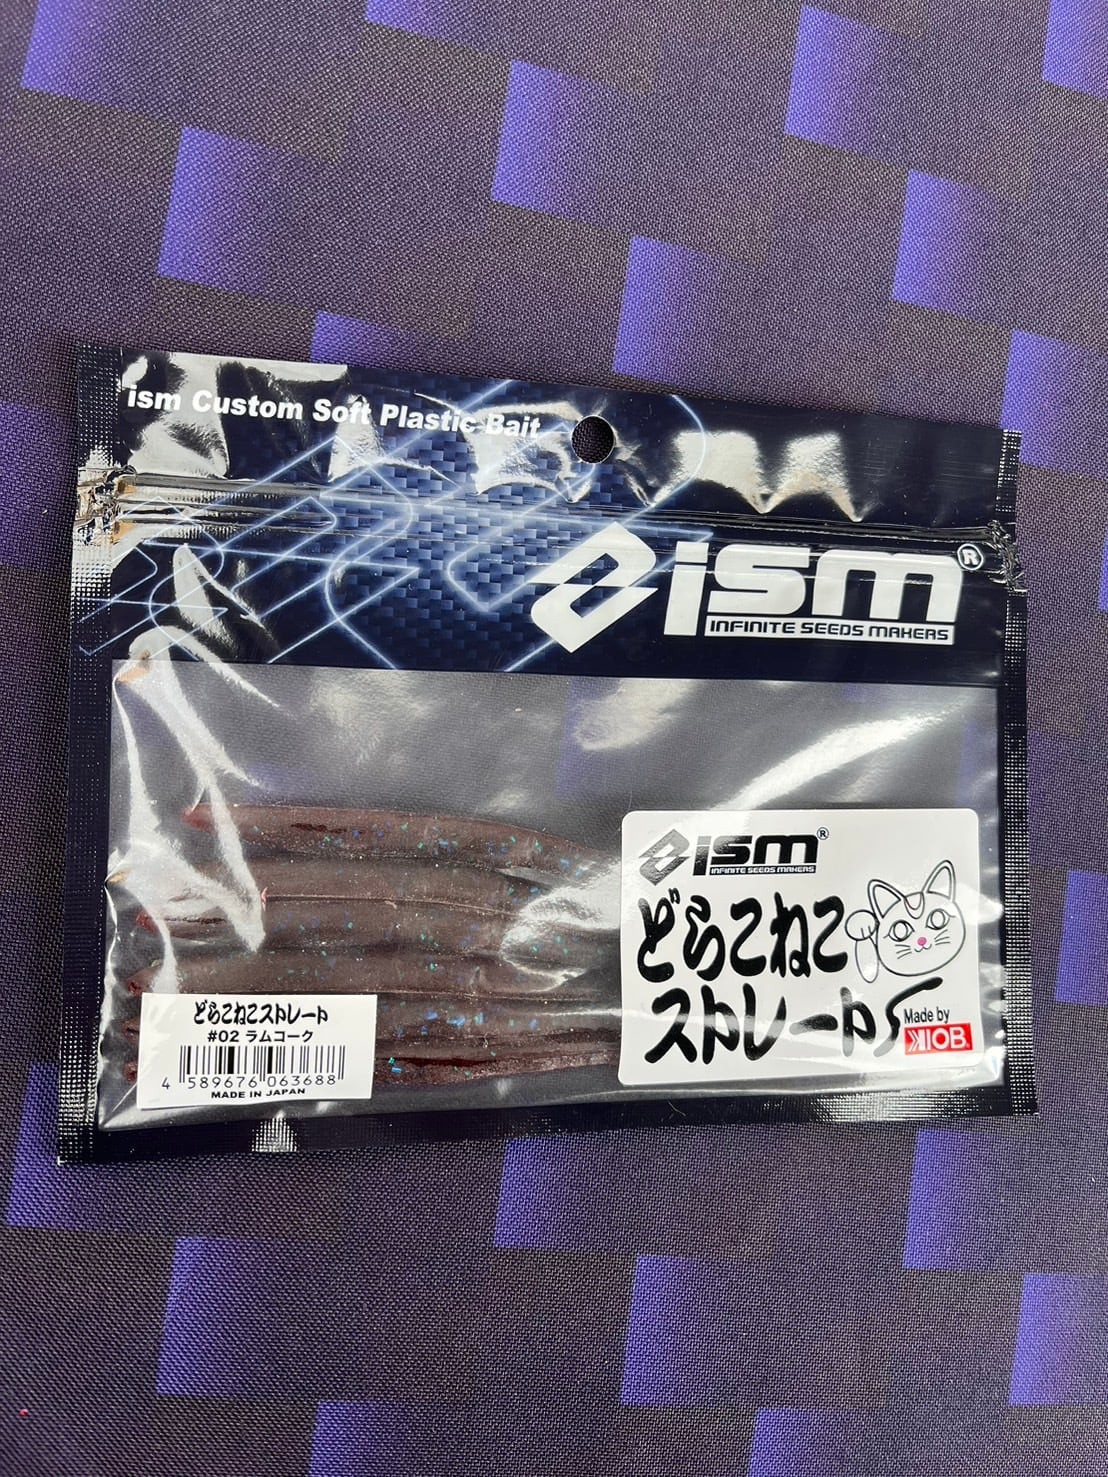 ism Custom Soft Plastic Bait
ism®
INFINITE SEEDS MAKERS
ism®
INFINITE SEEDS MAKERS
どらこねこ
ストレート
Made by
KIOB.
どらこねこストレート
#02 ラムコーク
4 589676 063688
MADE IN JAPAN